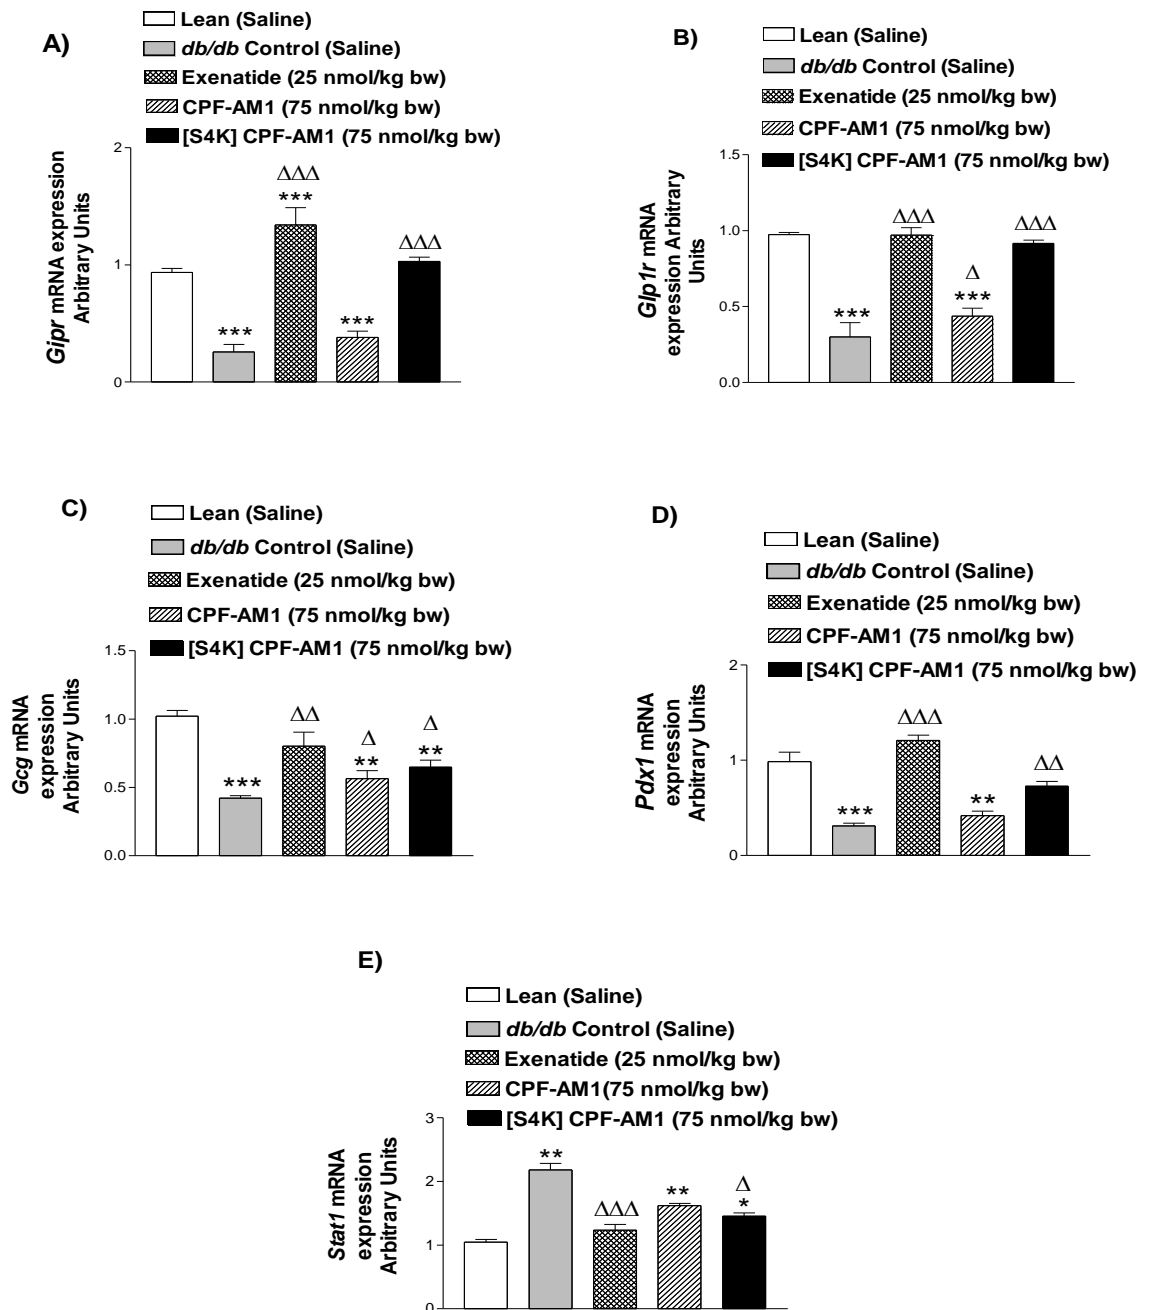 A)
Lean (Saline)
db/db Control (Saline)
Exenatide (25 nmol/kg bw)
CPF-AM1 (75 nmol/kg bw)
[S4K] CPF-AM1 (75 nmol/kg bw)
Gipr mRNA expression
Arbitrary Units
2
1
0
***
ΔΔΔ
***
***
ΔΔΔ
B)
Lean (Saline)
db/db Control (Saline)
Exenatide (25 nmol/kg bw)
CPF-AM1 (75 nmol/kg bw)
[S4K] CPF-AM1 (75 nmol/kg bw)
Glp1r mRNA
expression Arbitrary
Units
1.5
1.0
0.5
0.0
***
ΔΔΔ
Δ
***
ΔΔΔ
C)
Lean (Saline)
db/db Control (Saline)
Exenatide (25 nmol/kg bw)
CPF-AM1 (75 nmol/kg bw)
[S4K] CPF-AM1 (75 nmol/kg bw)
Gcg mRNA
expression
Arbitrary Units
1.5
1.0
0.5
0.0
***
ΔΔ
Δ
**
Δ
**
D)
Lean (Saline)
db/db Control (Saline)
Exenatide (25 nmol/kg bw)
CPF-AM1 (75 nmol/kg bw)
[S4K] CPF-AM1 (75 nmol/kg bw)
Pdx1 mRNA
expression
Arbitrary Units
2
1
0
***
ΔΔΔ
**
ΔΔ
E)
Lean (Saline)
db/db Control (Saline)
Exenatide (25 nmol/kg bw)
CPF-AM1(75 nmol/kg bw)
[S4K] CPF-AM1 (75 nmol/kg bw)
Stat1 mRNA
expression
Arbitrary Units
3
2
1
0
**
ΔΔΔ
**
Δ
*